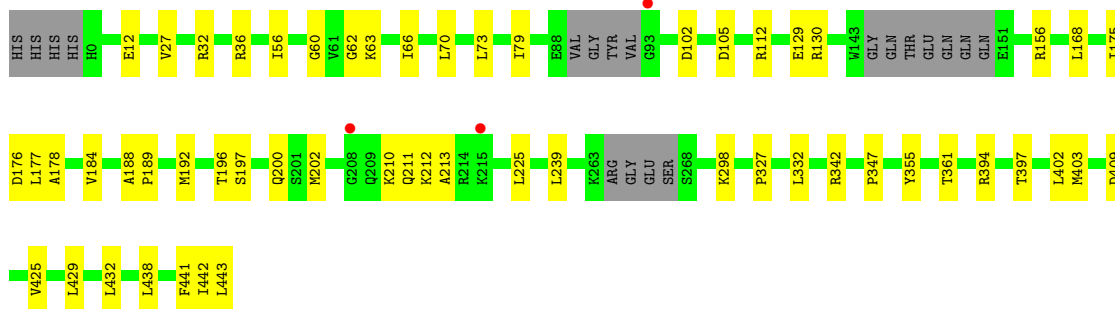 HIS HIS HIS HIS H0 E12 V27 R32 R36 I56 G60 V61 G62 K63 I66 L70 L73 I79 E88 VAL GLY TYR VAL G93 D102 D105 R112 E129 R130 W143 GLY GLN THR GLU GLN GLN GLN E151 R156 L168
D176 L177 A178 V184 A188 P189 M192 T196 S197 Q200 S201 M202 G208 Q209 K210 Q211 K212 A213 R214 K215 L225 L239 K263 ARG GLY GLU SER S268 K298 P327 L332 R342 P347 Y355 T361 R394 T397 L402 M403
V425 L429 L432 L438 F441 I442 L443